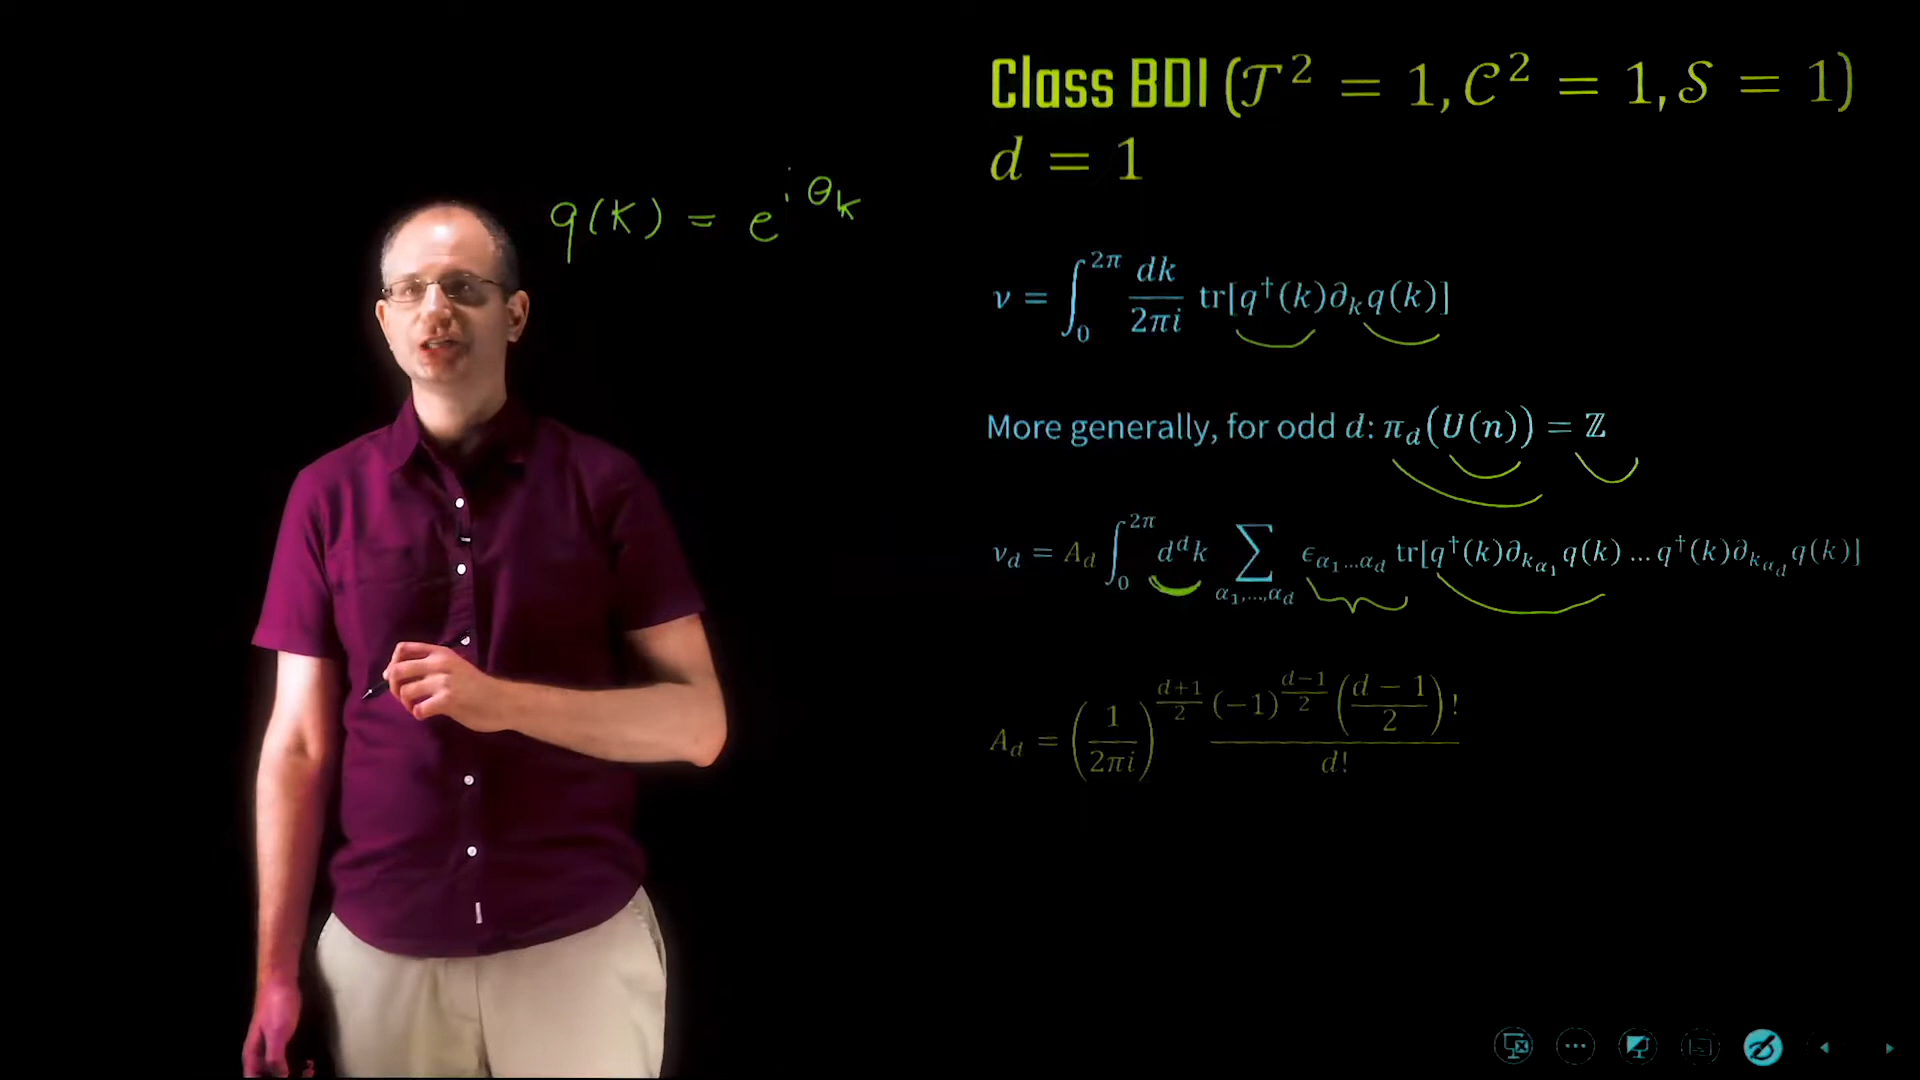 Class BDI (𝒯² = 1, 𝒞² = 1, 𝒮 = 1)
d = 1
q(k) = e^{iθ_k}
ν = ∫₀^{2π} dk/2πi tr[q†(k)∂ₖq(k)]
More generally, for odd d: π_d(U(n)) = ℤ
ν_d = A_d ∫₀^{2π} d^d k ∑_{α₁,…,α_d} ϵ_{α₁…α_d} tr[q†(k)∂_{k_{α₁}} q(k) … q†(k)∂_{k_{α_d}} q(k)]
A_d = (1/2πi)^{(d+1)/2} (−1)^{(d−1)/2} ((d−1)/2)! / d!